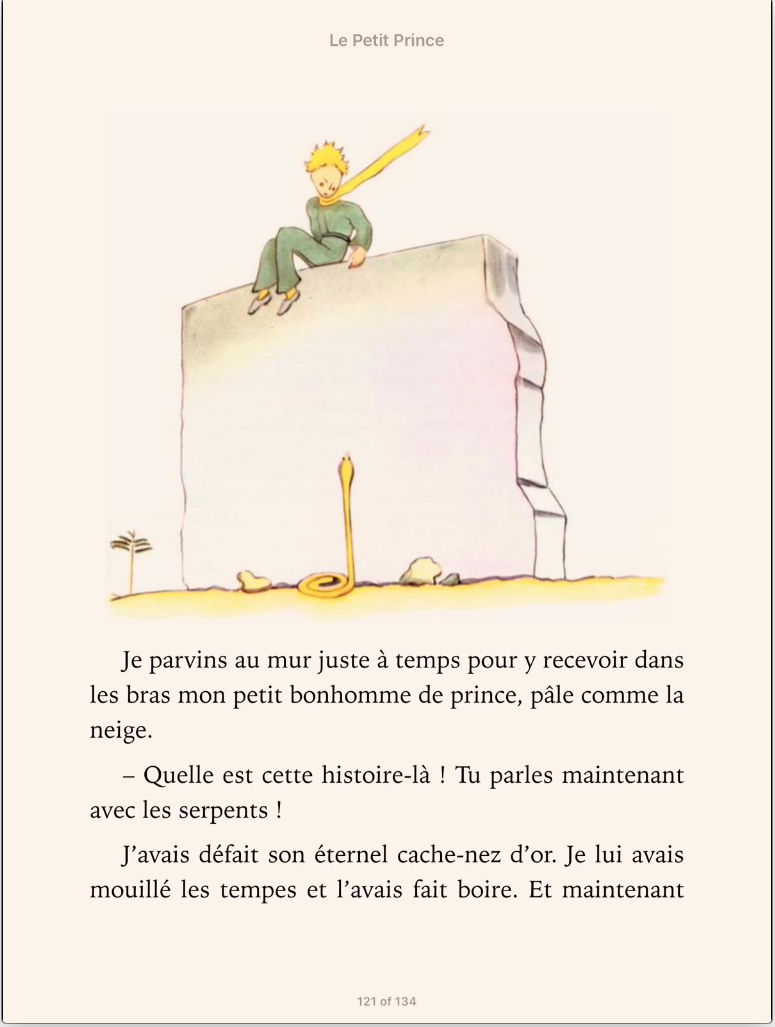 Le Petit Prince
Je parvins au mur juste à temps pour y recevoir dans
les bras mon petit bonhomme de prince, pâle comme la
neige.
– Quelle est cette histoire-là ! Tu parles maintenant
avec les serpents !
J’avais défait son éternel cache-nez d’or. Je lui avais
mouillé les tempes et l’avais fait boire. Et maintenant
121 of 134